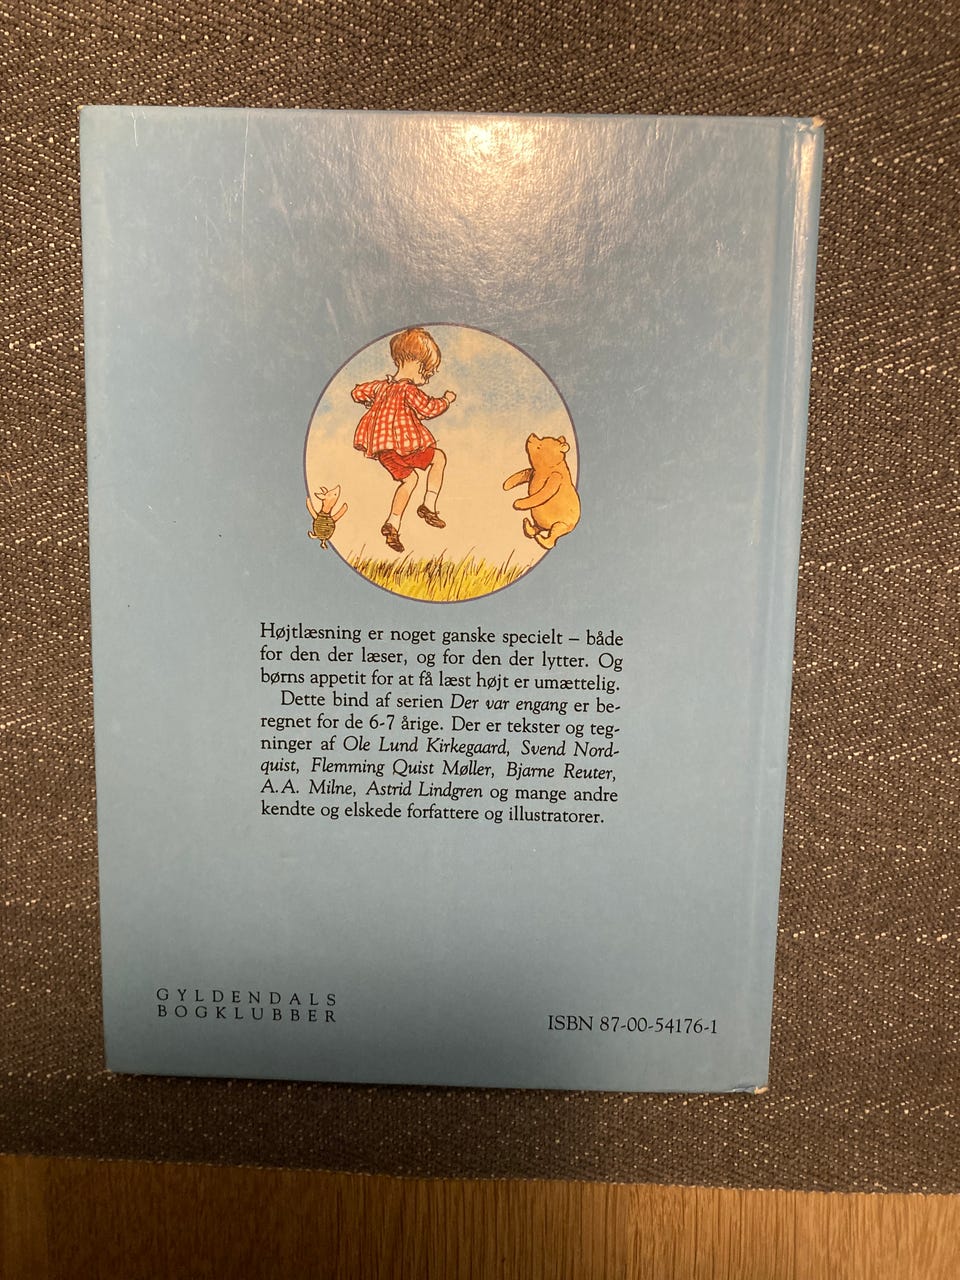 Højtlæsning er noget ganske specielt – både
for den der læser, og for den der lytter. Og
børns appetit for at få læst højt er umættelig.
Dette bind af serien Der var engang er be-
regnet for de 6-7 årige. Der er tekster og teg-
ninger af Ole Lund Kirkegaard, Svend Nord-
quist, Flemming Quist Møller, Bjarne Reuter,
A.A. Milne, Astrid Lindgren og mange andre
kendte og elskede forfattere og illustratorer.
GYLDENDALS
BOGKLUBBER
ISBN 87-00-54176-1